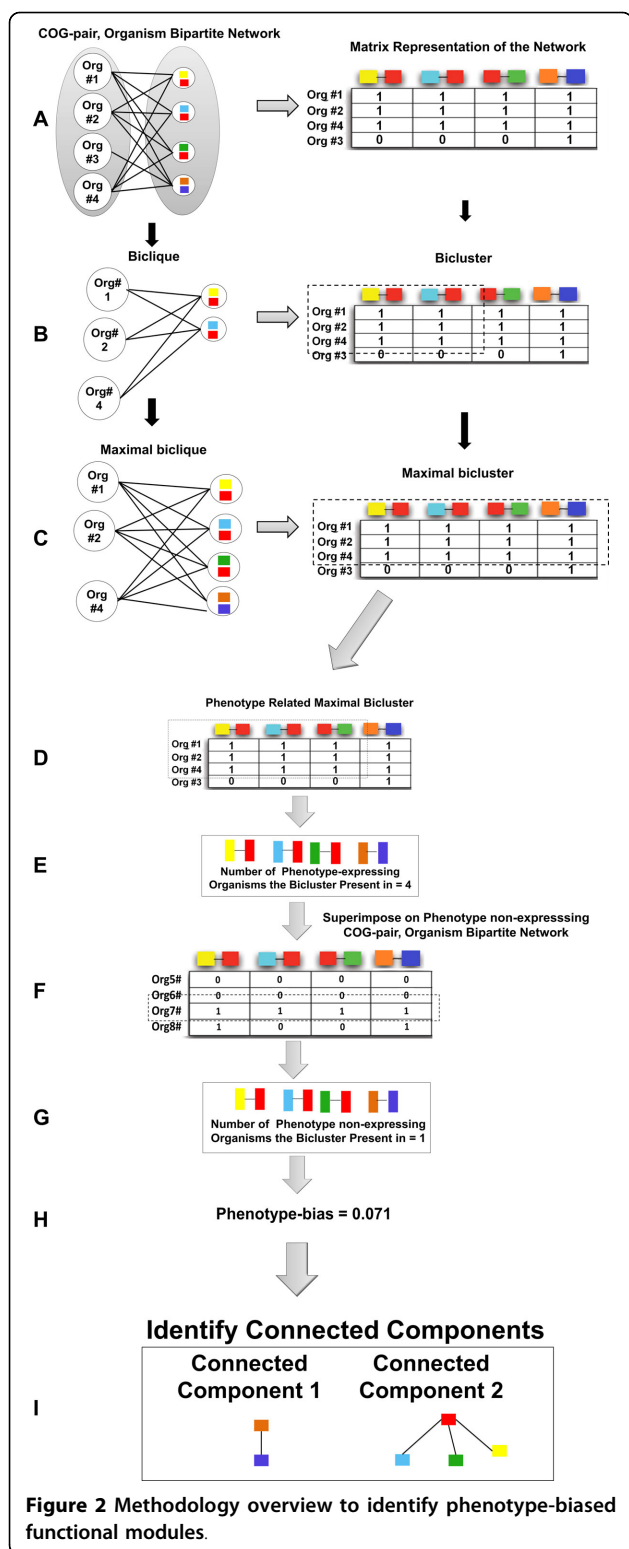 COG-pair, Organism Bipartite Network
Matrix Representation of the Network
A
Org
#1
Org
#2
Org
#3
Org
#4
Org #1 1 1 1 1
Org #2 1 1 1 1
Org #4 1 1 1 1
Org #3 0 0 0 1
Biclique
Bicluster
B
Org#
1
Org#
2
Org#
4
Org #1 1 1 1 1
Org #2 1 1 1 1
Org #4 1 1 1 1
Org #3 0 0 0 1
Maximal biclique
Maximal bicluster
C
Org
#1
Org
#2
Org
#4
Org #1 1 1 1 1
Org #2 1 1 1 1
Org #4 1 1 1 1
Org #3 0 0 0 1
Phenotype Related Maximal Bicluster
D
Org #1 1 1 1 1
Org #2 1 1 1 1
Org #4 1 1 1 1
Org #3 0 0 0 1
E
Number of Phenotype-expressing
Organisms the Bicluster Present in = 4
Superimpose on Phenotype non-expresssing
COG-pair, Organism Bipartite Network
F
Org5# 0 0 0 0
Org6# 0 0 0 0
Org7# 1 1 1 1
Org8# 1 0 0 1
G
Number of Phenotype non-expressing
Organisms the Bicluster Present in = 1
H
Phenotype-bias = 0.071
Identify Connected Components
I
Connected
Component 1
Connected
Component 2
Figure 2 Methodology overview to identify phenotype-biased
functional modules.